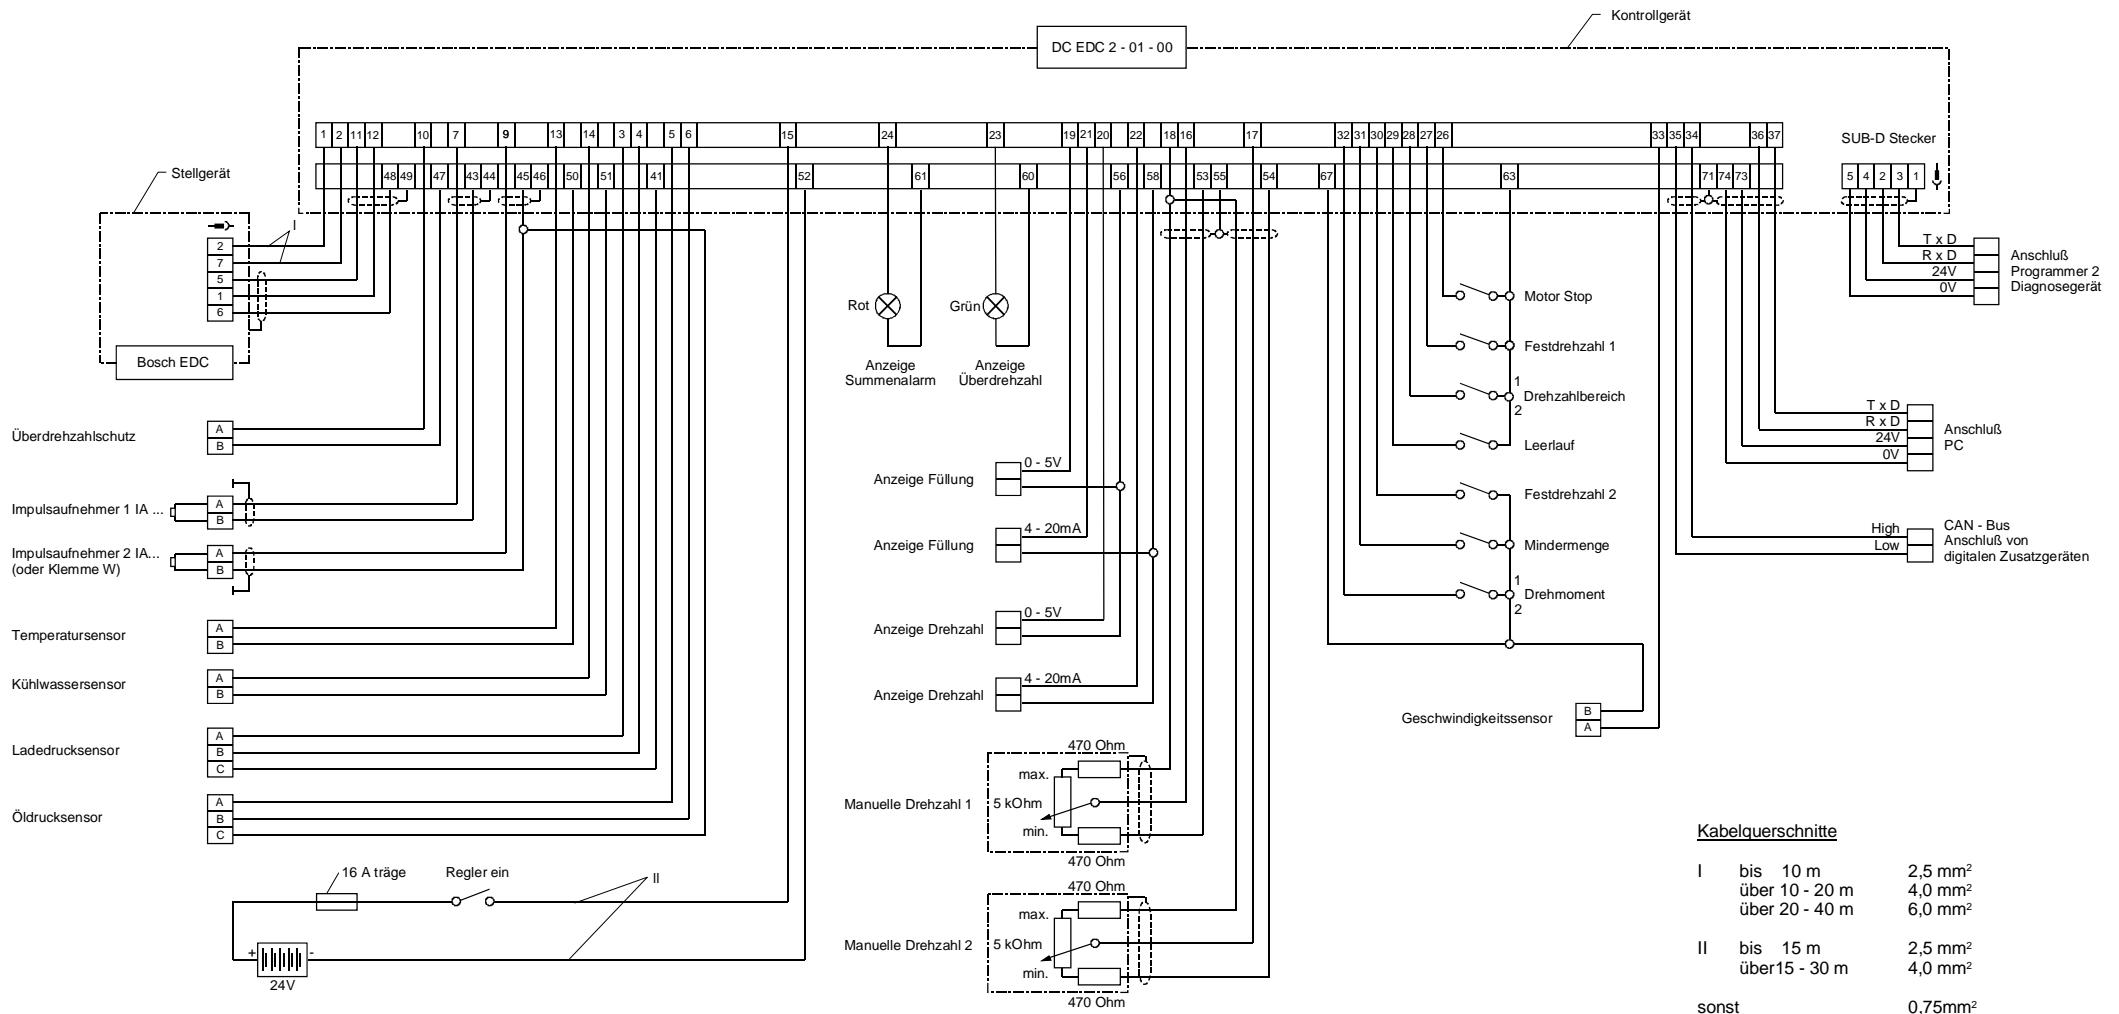 Kontrollgerät
DC EDC 2 - 01 - 00
1 2 11 12 10 7 9 13 14 3 4 5 6 15 24 23 19 21 20 22 18 16 17 32 31 30 29 28 27 26 33 35 34 36 37
SUB-D Stecker
48 49 47 43 44 45 46 50 51 41 52 61 60 56 58 53 55 54 67 63 71 74 73
5 4 2 3 1
Stellgerät
I
2
7
5
1
6
Bosch EDC
T x D
R x D
24V
0V
Anschluß
Programmer 2
Diagnosegerät
Rot
Grün
Anzeige
Summenalarm
Anzeige
Überdrehzahl
Motor Stop
Festdrehzahl 1
1
Drehzahlbereich
2
Leerlauf
Festdrehzahl 2
Mindermenge
1
Drehmoment
2
T x D
R x D
24V
0V
Anschluß
PC
High
Low
CAN - Bus
Anschluß von
digitalen Zusatzgeräten
Überdrehzahlschutz
A
B
Impulsaufnehmer 1 IA ...
A
B
Impulsaufnehmer 2 IA...
(oder Klemme W)
A
B
Temperatursensor
A
B
Kühlwassersensor
A
B
Ladedrucksensor
A
B
C
Öldrucksensor
A
B
C
Anzeige Füllung
0 - 5V
Anzeige Füllung
4 - 20mA
Anzeige Drehzahl
0 - 5V
Anzeige Drehzahl
4 - 20mA
Geschwindigkeitssensor
B
A
470 Ohm
max.
Manuelle Drehzahl 1
5 kOhm
min.
470 Ohm
470 Ohm
max.
Manuelle Drehzahl 2
5 kOhm
min.
470 Ohm
16 A träge
Regler ein
II
+
-
24V
Kabelquerschnitte
I bis 10 m 2,5 mm²
über 10 - 20 m 4,0 mm²
über 20 - 40 m 6,0 mm²
II bis 15 m 2,5 mm²
über15 - 30 m 4,0 mm²
sonst 0,75mm²